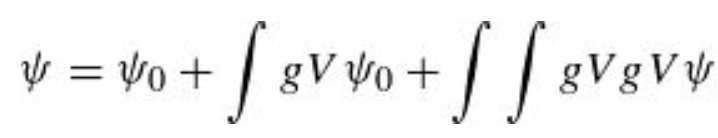 ψ = ψ₀ + ∫ gVψ₀ + ∫ ∫ gVgVψ